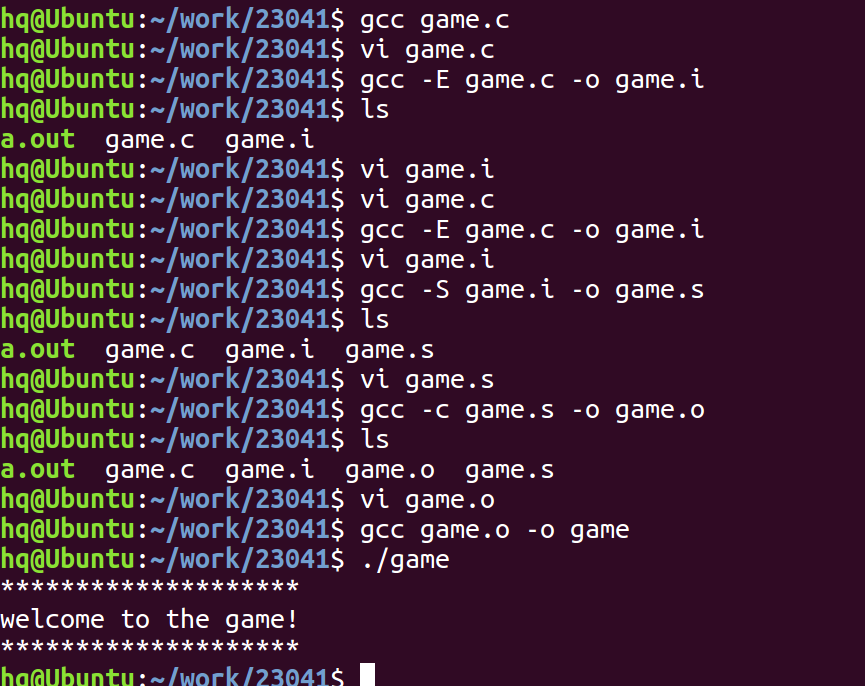 hq@Ubuntu:~/work/23041$ gcc game.c
hq@Ubuntu:~/work/23041$ vi game.c
hq@Ubuntu:~/work/23041$ gcc -E game.c -o game.i
hq@Ubuntu:~/work/23041$ ls
a.out  game.c  game.i
hq@Ubuntu:~/work/23041$ vi game.i
hq@Ubuntu:~/work/23041$ vi game.c
hq@Ubuntu:~/work/23041$ gcc -E game.c -o game.i
hq@Ubuntu:~/work/23041$ vi game.i
hq@Ubuntu:~/work/23041$ gcc -S game.i -o game.s
hq@Ubuntu:~/work/23041$ ls
a.out  game.c  game.i  game.s
hq@Ubuntu:~/work/23041$ vi game.s
hq@Ubuntu:~/work/23041$ gcc -c game.s -o game.o
hq@Ubuntu:~/work/23041$ ls
a.out  game.c  game.i  game.o  game.s
hq@Ubuntu:~/work/23041$ vi game.o
hq@Ubuntu:~/work/23041$ gcc game.o -o game
hq@Ubuntu:~/work/23041$ ./game
********************
welcome to the game!
********************
hq@Ubuntu:~/work/23041$